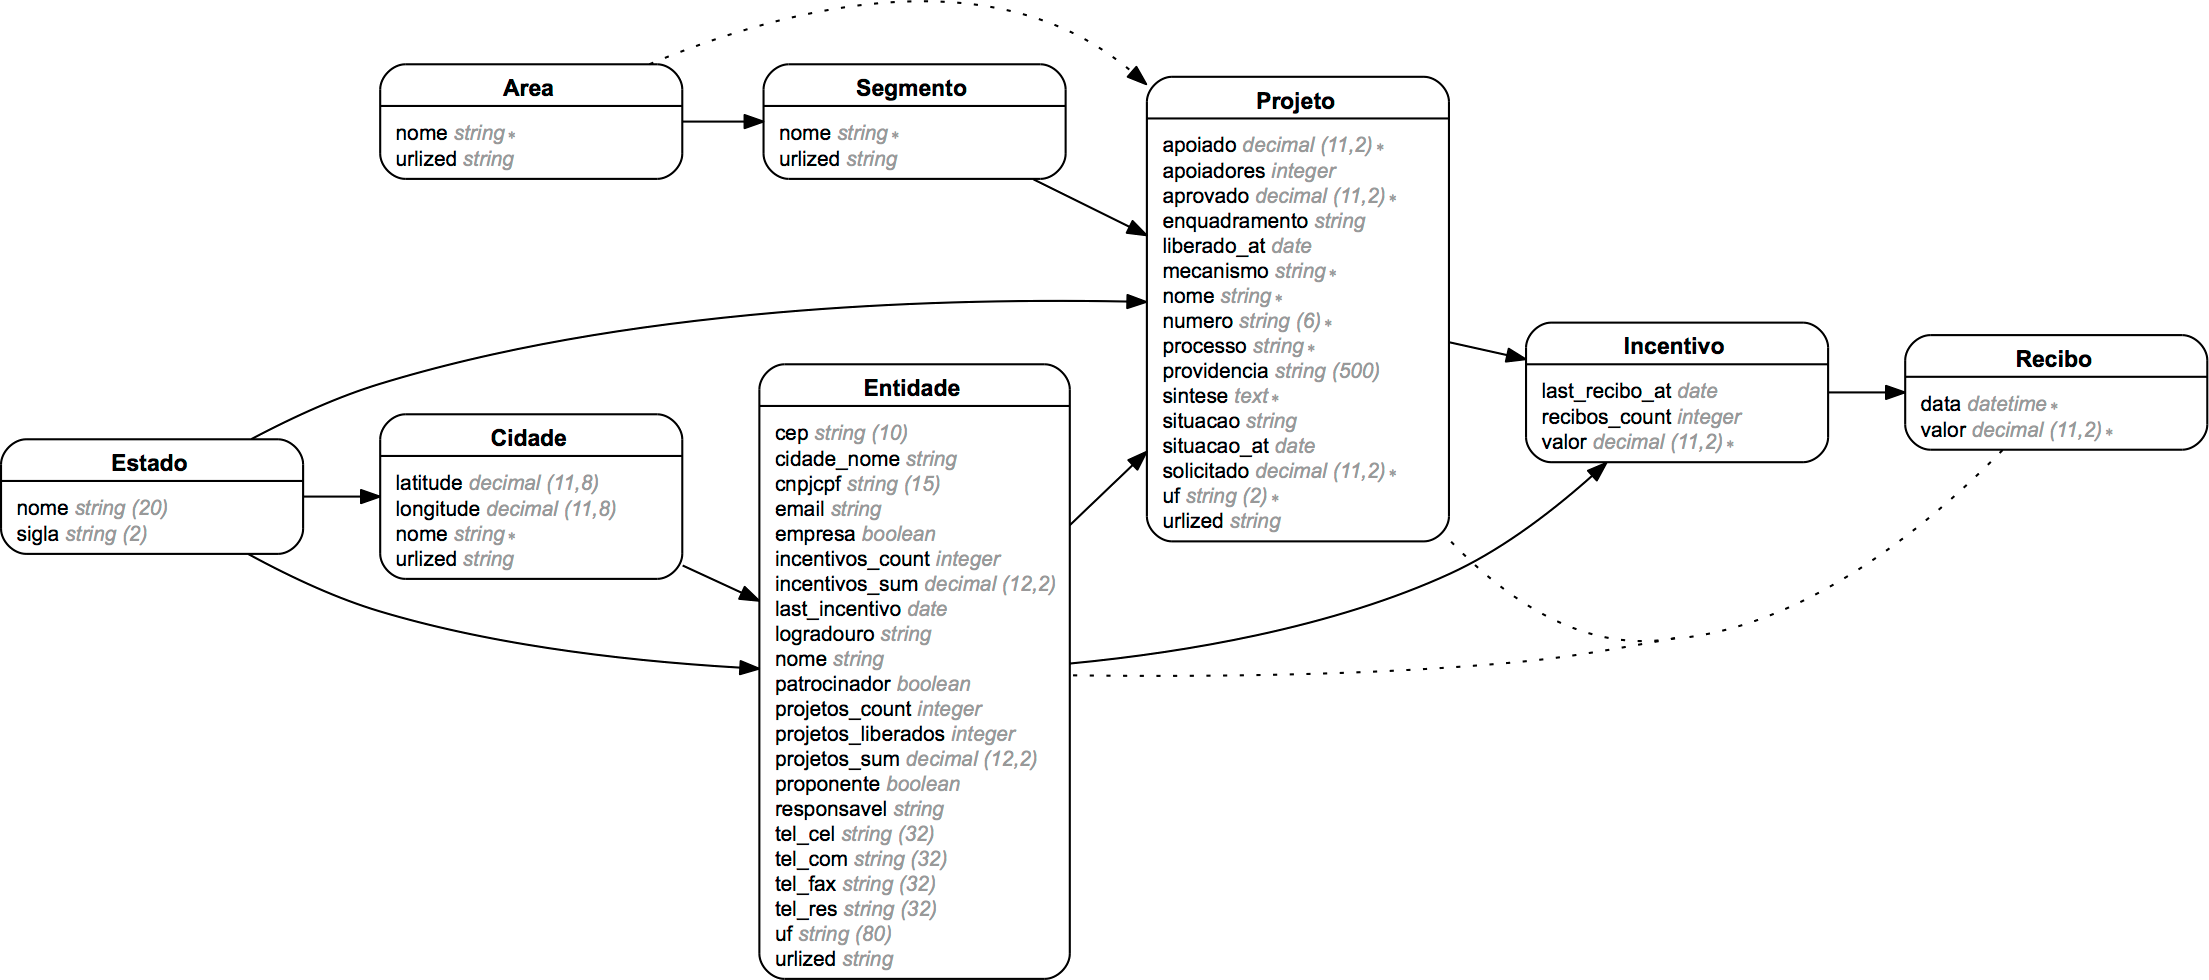 Area
nome string *
urlized string
Segmento
nome string *
urlized string
Projeto
apoiado decimal (11,2) *
apoiadores integer
aprovado decimal (11,2) *
enquadramento string
liberado_at date
mecanismo string *
nome string *
numero string (6) *
processo string *
providencia string (500)
sintese text *
situacao string
situacao_at date
solicitado decimal (11,2) *
uf string (2) *
urlized string
Incentivo
last_recibo_at date
recibos_count integer
valor decimal (11,2) *
Recibo
data datetime *
valor decimal (11,2) *
Estado
nome string (20)
sigla string (2)
Cidade
latitude decimal (11,8)
longitude decimal (11,8)
nome string *
urlized string
Entidade
cep string (10)
cidade_nome string
cnpjcpf string (15)
email string
empresa boolean
incentivos_count integer
incentivos_sum decimal (12,2)
last_incentivo date
logradouro string
nome string
patrocinador boolean
projetos_count integer
projetos_liberados integer
projetos_sum decimal (12,2)
proponente boolean
responsavel string
tel_cel string (32)
tel_com string (32)
tel_fax string (32)
tel_res string (32)
uf string (80)
urlized string